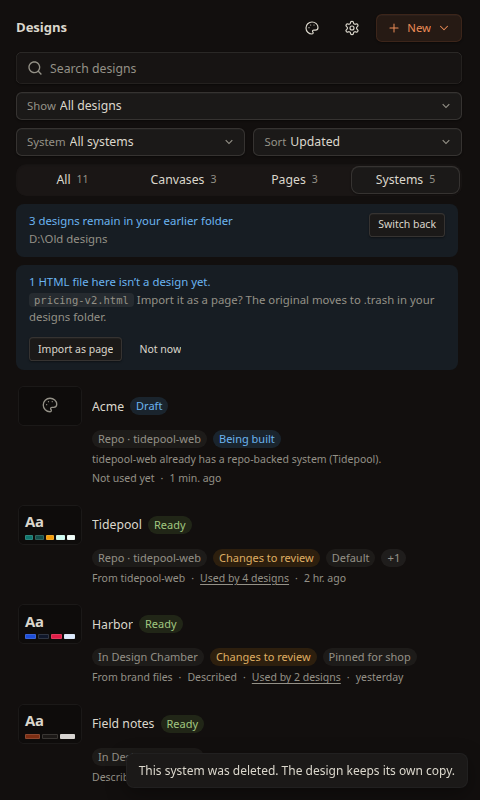 Designs
New
Search designs
Show All designs
System All systems
Sort Updated
All 11
Canvases 3
Pages 3
Systems 5
3 designs remain in your earlier folder
D:\Old designs
Switch back
1 HTML file here isn’t a design yet.
pricing-v2.html Import it as a page? The original moves to .trash in your
designs folder.
Import as page
Not now
Acme Draft
Repo · tidepool-web Being built
tidepool-web already has a repo-backed system (Tidepool).
Not used yet · 1 min. ago
Aa
Tidepool Ready
Repo · tidepool-web Changes to review Default +1
From tidepool-web · Used by 4 designs · 2 hr. ago
Aa
Harbor Ready
In Design Chamber Changes to review Pinned for shop
From brand files · Described · Used by 2 designs · yesterday
Aa
Field notes Ready
In
This system was deleted. The design keeps its own copy.